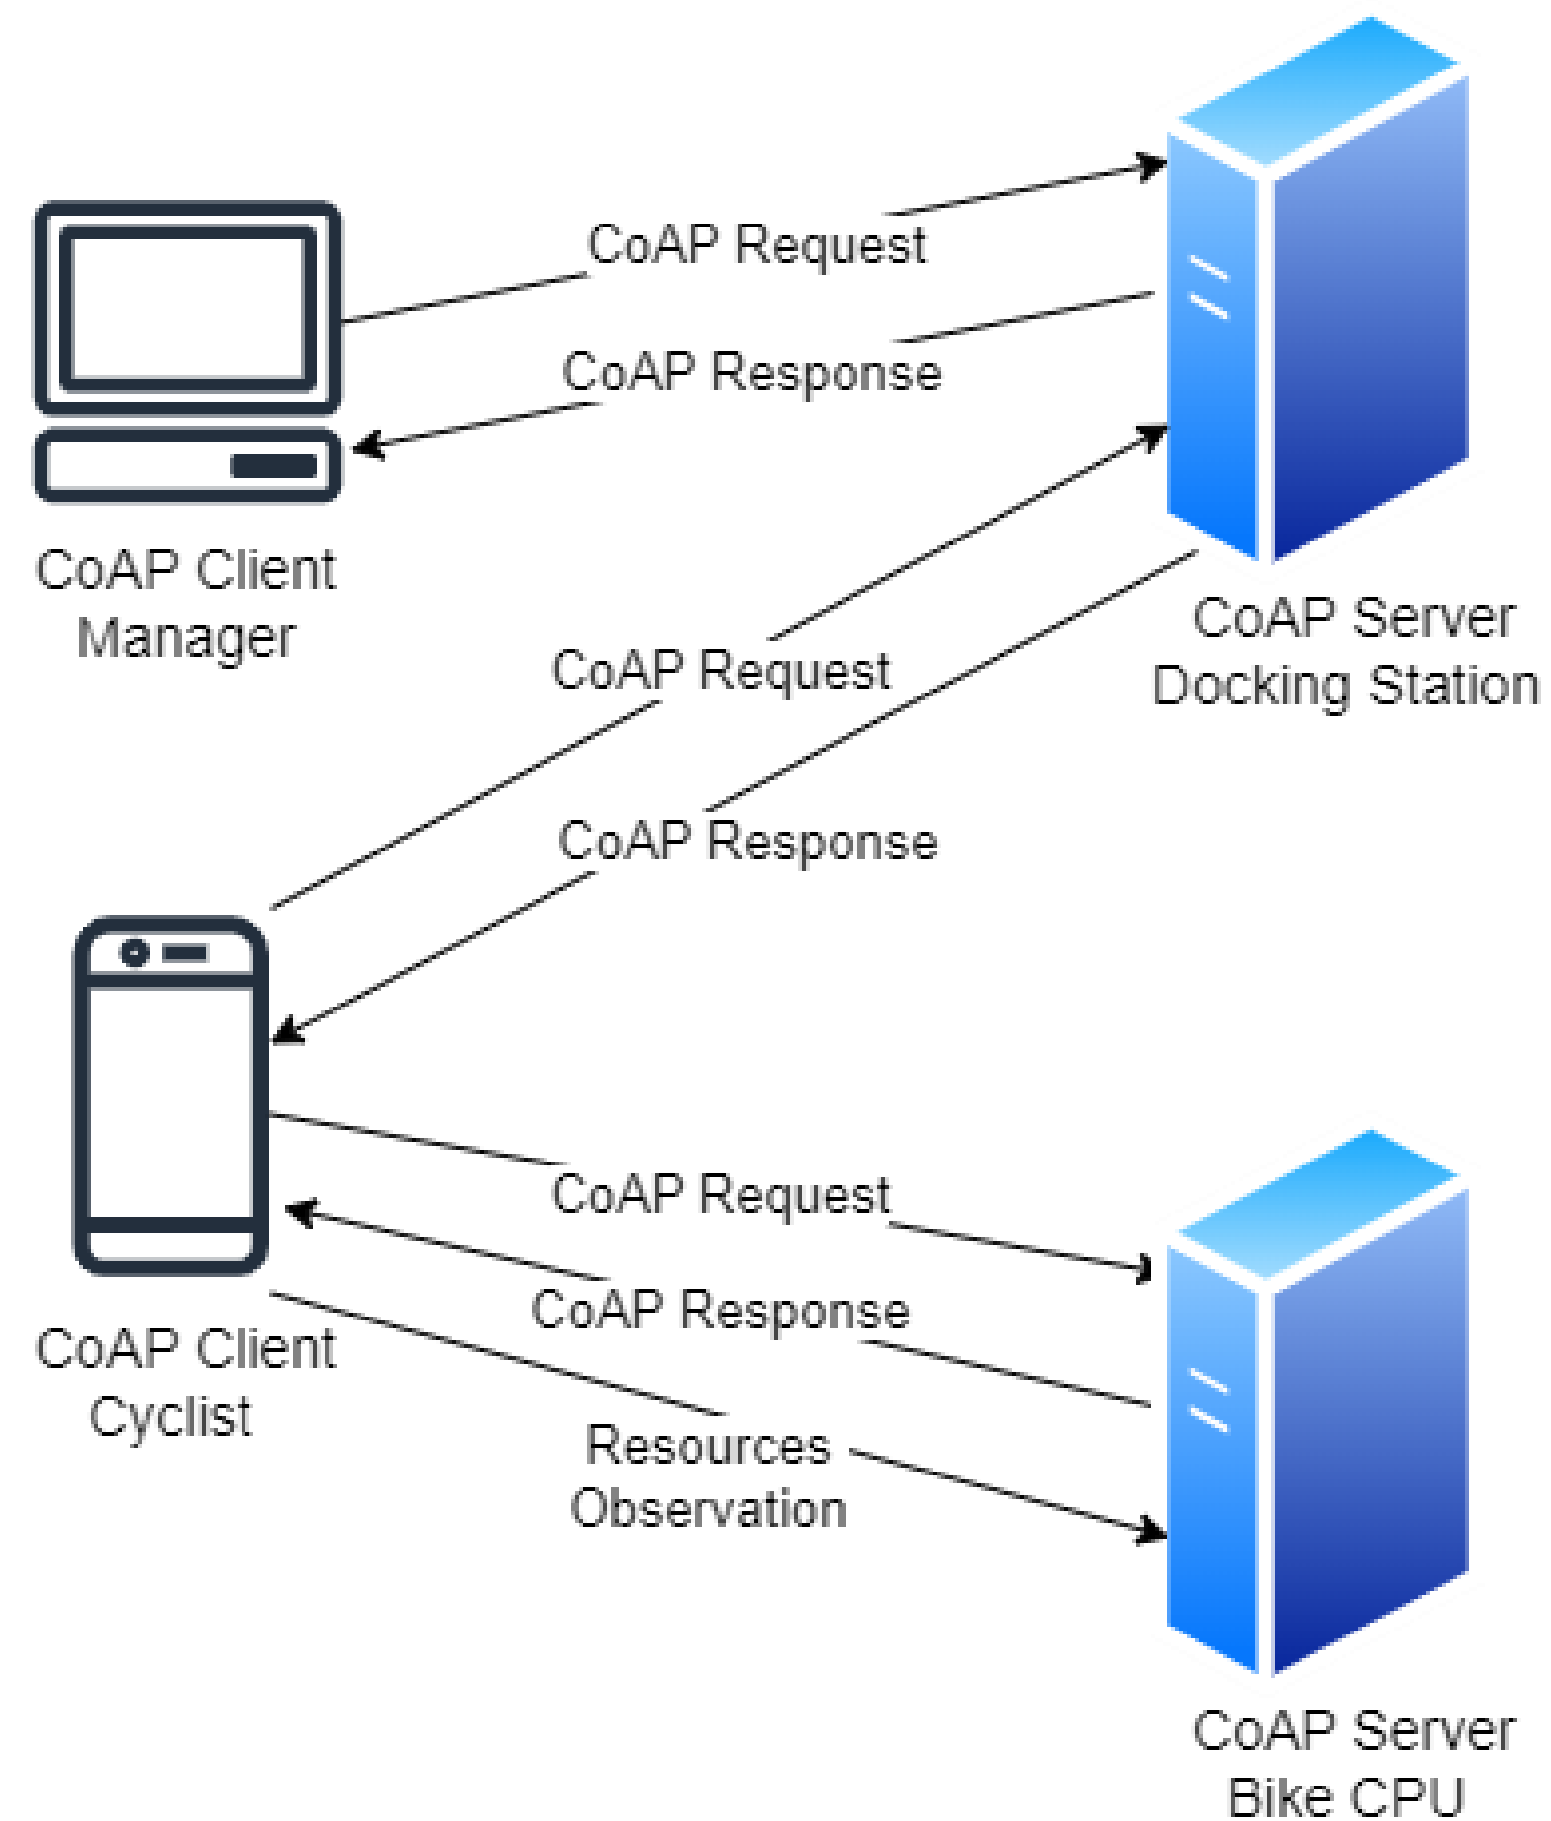 CoAP Request
CoAP Response
CoAP Client
Manager
CoAP Server
Docking Station
CoAP Request
CoAP Response
CoAP Request
CoAP Response
CoAP Client
Cyclist
Resources
Observation
CoAP Server
Bike CPU